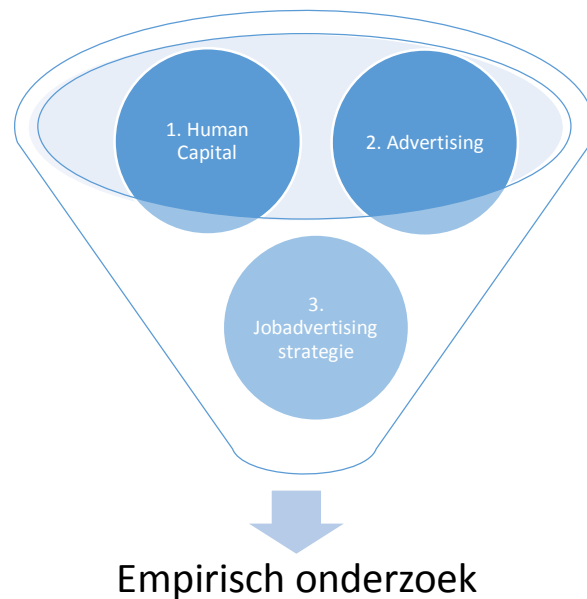 1. Human
Capital
2. Advertising
3.
Jobadvertising
strategie
Empirisch onderzoek